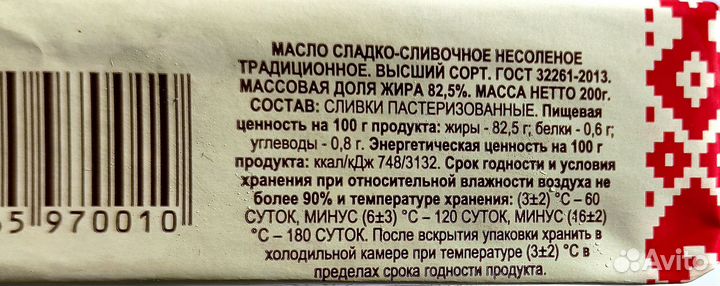 МАСЛО СЛАДКО-СЛИВОЧНОЕ НЕСОЛЕНОЕ
ТРАДИЦИОННОЕ. ВЫСШИЙ СОРТ. ГОСТ 32261-2013.
МАССОВАЯ ДОЛЯ ЖИРА 82,5%. МАССА НЕТТО 200г.
СОСТАВ: СЛИВКИ ПАСТЕРИЗОВАННЫЕ. Пищевая
ценность на 100 г продукта: жиры - 82,5 г; белки - 0,6 г;
углеводы - 0,8 г. Энергетическая ценность на 100 г
продукта: ккал/кДж 748/3132. Срок годности и условия
хранения при относительной влажности воздуха не
более 90% и температуре хранения: (3±2) °С – 60
СУТОК, МИНУС (6±3) °С – 120 СУТОК, МИНУС (16±2)
°С – 180 СУТОК. После вскрытия упаковки хранить в
холодильной камере при температуре (3±2) °С в
пределах срока годности продукта.
5 970010
Avito